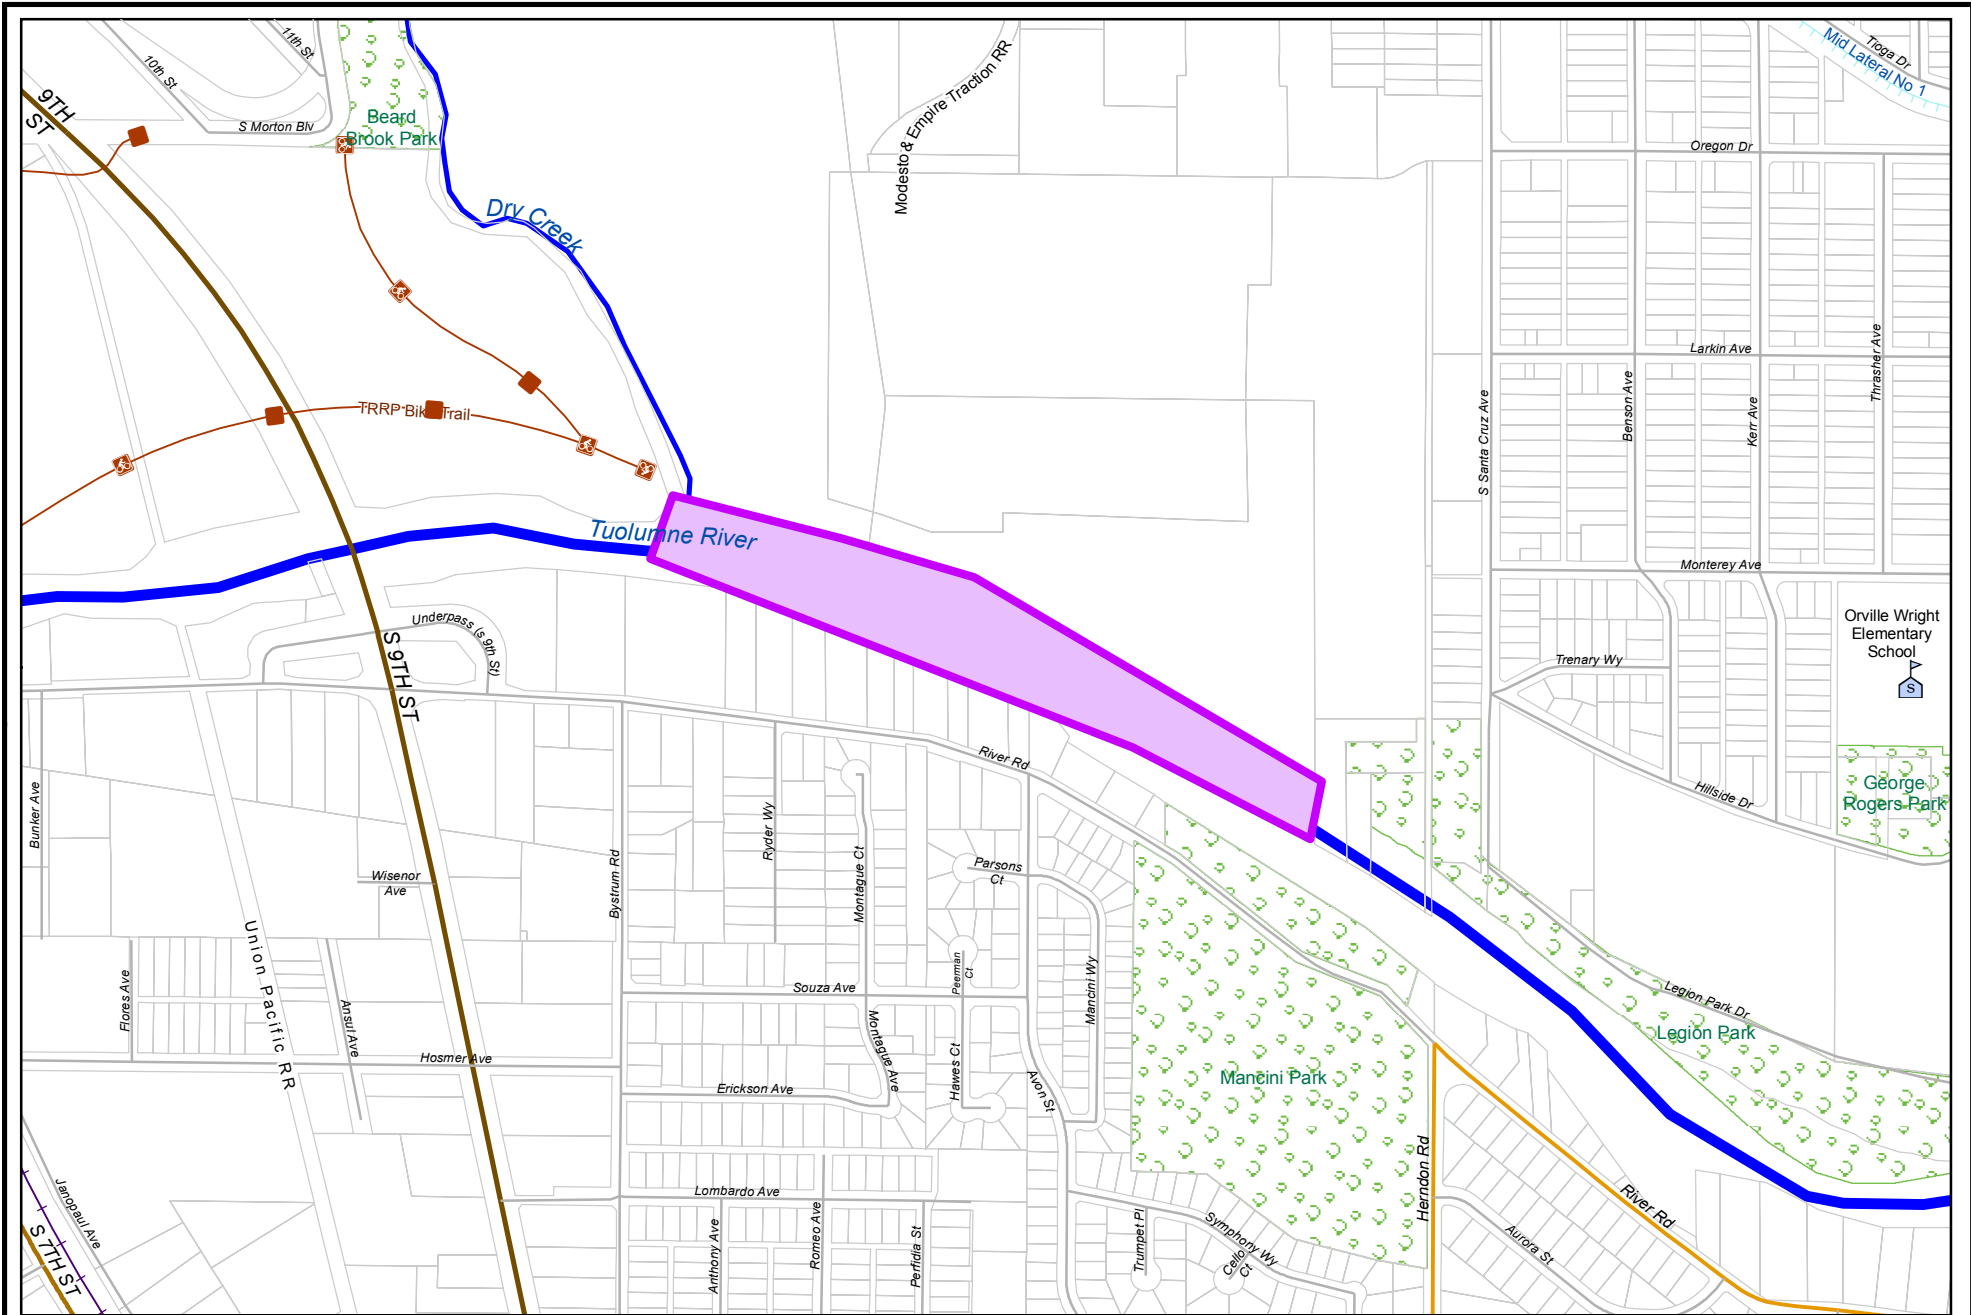 11th St
10th St
9TH
ST
S Morton Blv
Beard
Brook Park
Dry Creek
Modesto & Empire Traction RR
Tioga Dr
Mid Lateral No 1
Oregon Dr
Larkin Ave
Thrasher Ave
Benson Ave
Kerr Ave
S Santa Cruz Ave
TRRP Bike Trail
Tuolumne River
Monterey Ave
Orville Wright
Elementary
School
S
Underpass (s 9th St)
S 9TH ST
Trenary Wy
River Rd
Hillside Dr
George
Rogers Park
Bunker Ave
Ryder Wy
Montague Ct
Bystrum Rd
Parsons
Ct
Wisenor
Ave
Union Pacific RR
Flores Ave
Ansul Ave
Peerman
Ct
Mancini Wy
Souza Ave
Legion Park Dr
Legion Park
Montague Ave
Hawes Ct
Avon St
Hosmer Ave
Erickson Ave
Mancini Park
Herndon Rd
River Rd
Janopaul Ave
S 7TH ST
Lombardo Ave
Anthony Ave
Romeo Ave
Perfidia St
Trumpet Pl
Symphony Wy
Cello
Ct
Aurora St